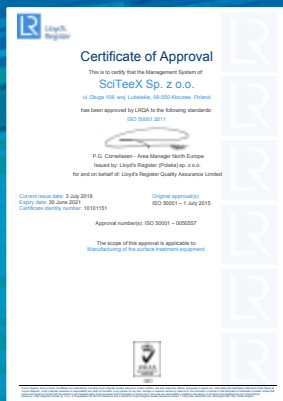 Lloyd's
Register
LR
Certificate of Approval
This is to certify that the Management System of:
SciTeeX Sp. z o.o.
ul. Długa 108, woj. Lubelskie, 08-550 Kłoczew, Poland
has been approved by LRQA to the following standards:
ISO 50001:2011
P.G. Cornelissen - Area Manager North Europe
Issued by: Lloyd's Register (Polska) sp. z o.o.
for and on behalf of: Lloyd's Register Quality Assurance Limited
Current issue date: 3 July 2018
Expiry date: 30 June 2021
Certificate identity number: 10101151
Original approval(s):
ISO 50001 – 1 July 2015
Approval number(s): ISO 50001 – 0050557
The scope of this approval is applicable to:
Manufacturing of the surface treatment equipment.
UKAS